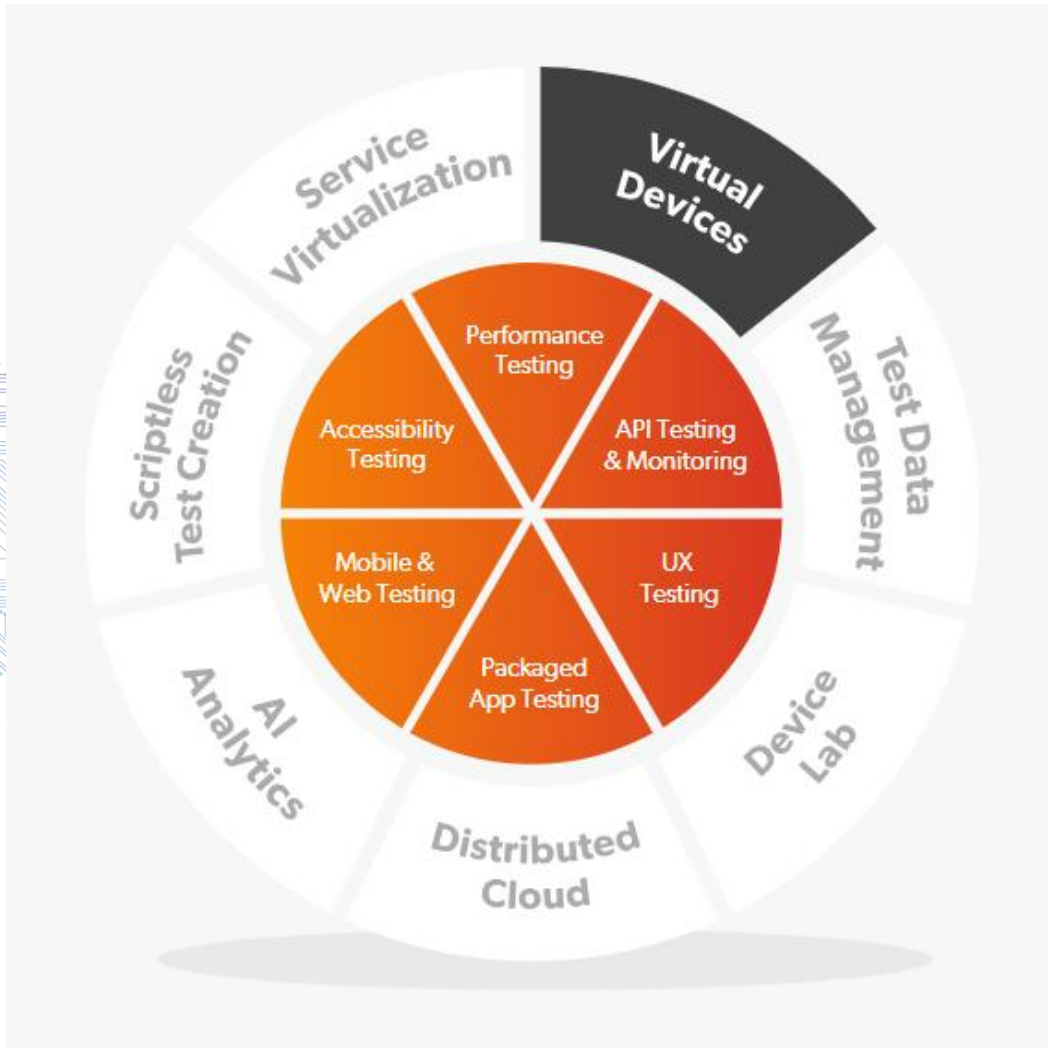 Service
Virtualization
Virtual
Devices
Test Data
Management
Device
Lab
Distributed
Cloud
AI
Analytics
Scriptless
Test Creation
Performance
Testing
API Testing
& Monitoring
UX
Testing
Packaged
App Testing
Mobile &
Web Testing
Accessibility
Testing